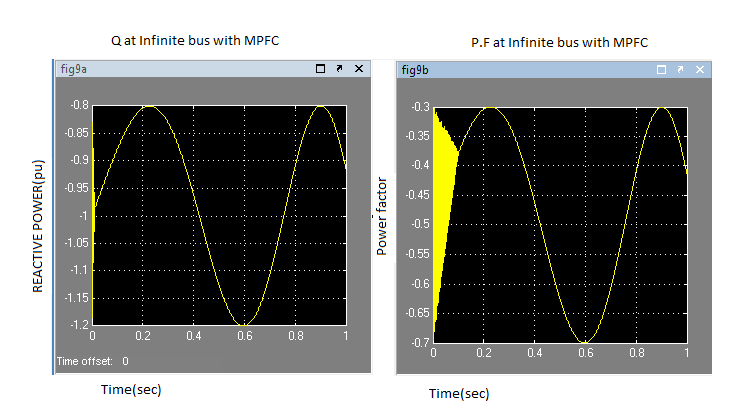 Q at Infinite bus with MPFC
P.F at Infinite bus with MPFC
fig9a
fig9b
REACTIVE POWER(pu)
-0.8
-0.85
-0.9
-0.95
-1
-1.05
-1.1
-1.15
-1.2
0 0.2 0.4 0.6 0.8 1
Time offset: 0
Time(sec)
Power factor
-0.3
-0.35
-0.4
-0.45
-0.5
-0.55
-0.6
-0.65
-0.7
0 0.2 0.4 0.6 0.8 1
Time(sec)